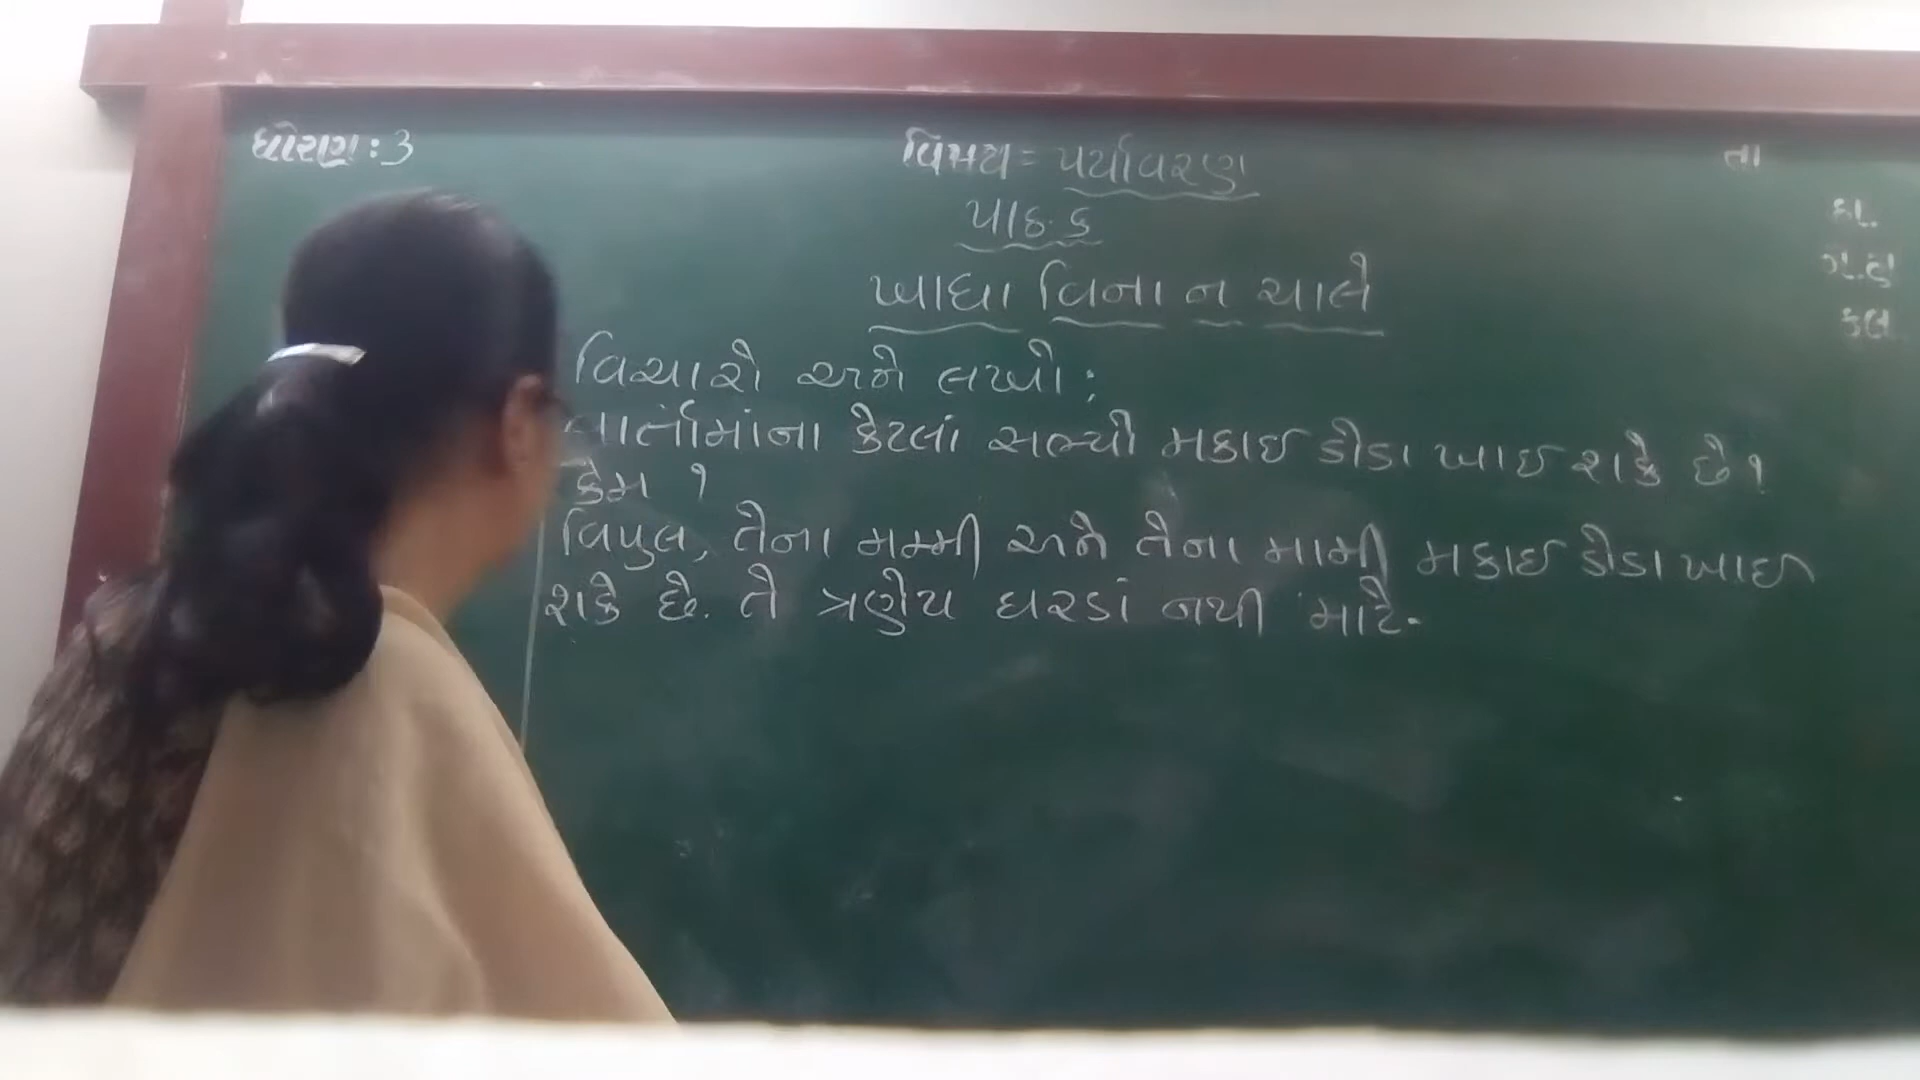 ધોરણ : 3
વિષય = પર્યાવરણ
તા
પાઠ. ૬
ખાધા વિના ન ચાલે
વિચારો અને લખો :
વાર્તામાંના કેટલાં સભ્યો મકાઈ ડોડા ખાઈ શકે છે ?
કેમ ?
વિપુલ, તેના મમ્મી અને તેના મામી મકાઈ ડોડા ખાઈ
શકે છે. તે ત્રણેય ઘરડાં નથી માટે.